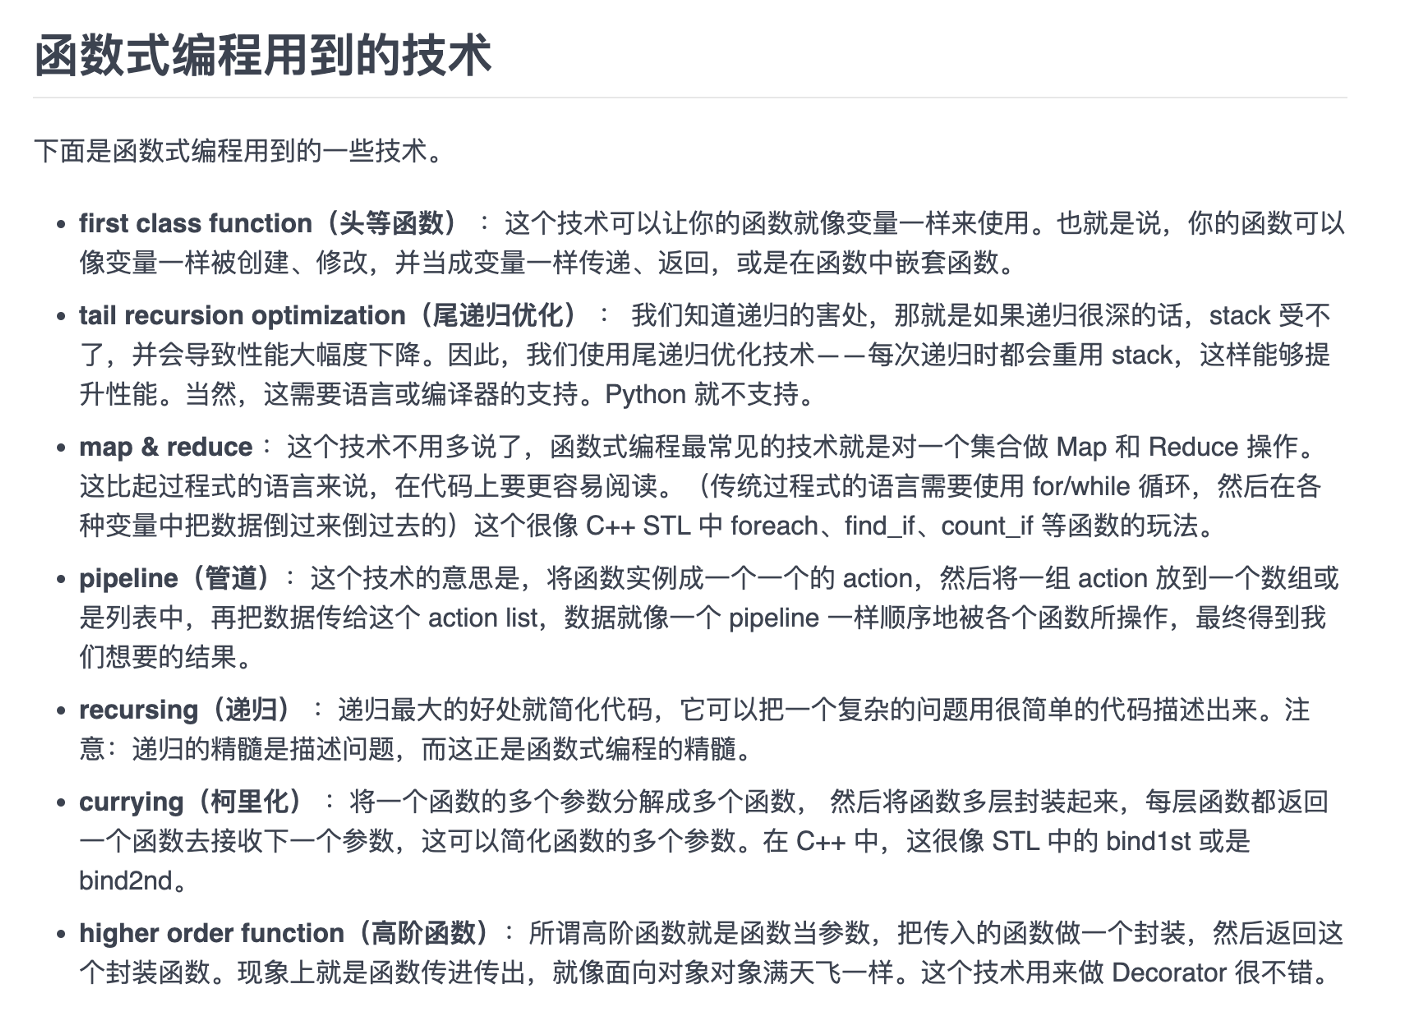 函数式编程用到的技术
下面是函数式编程用到的一些技术。
• first class function（头等函数） ：这个技术可以让你的函数就像变量一样来使用。也就是说，你的函数可以
像变量一样被创建、修改，并当成变量一样传递、返回，或是在函数中嵌套函数。
• tail recursion optimization（尾递归优化） ： 我们知道递归的害处，那就是如果递归很深的话，stack 受不
了，并会导致性能大幅度下降。因此，我们使用尾递归优化技术——每次递归时都会重用 stack，这样能够提
升性能。当然，这需要语言或编译器的支持。Python 就不支持。
• map & reduce ：这个技术不用多说了，函数式编程最常见的技术就是对一个集合做 Map 和 Reduce 操作。
这比起过程式的语言来说，在代码上要更容易阅读。（传统过程式的语言需要使用 for/while 循环，然后在各
种变量中把数据倒过来倒过去的）这个很像 C++ STL 中 foreach、find_if、count_if 等函数的玩法。
• pipeline（管道）：这个技术的意思是，将函数实例成一个一个的 action，然后将一组 action 放到一个数组或
是列表中，再把数据传给这个 action list，数据就像一个 pipeline 一样顺序地被各个函数所操作，最终得到我
们想要的结果。
• recursing（递归） ：递归最大的好处就简化代码，它可以把一个复杂的问题用很简单的代码描述出来。注
意：递归的精髓是描述问题，而这正是函数式编程的精髓。
• currying（柯里化） ：将一个函数的多个参数分解成多个函数， 然后将函数多层封装起来，每层函数都返回
一个函数去接收下一个参数，这可以简化函数的多个参数。在 C++ 中，这很像 STL 中的 bind1st 或是
bind2nd。
• higher order function（高阶函数）：所谓高阶函数就是函数当参数，把传入的函数做一个封装，然后返回这
个封装函数。现象上就是函数传进传出，就像面向对象对象满天飞一样。这个技术用来做 Decorator 很不错。